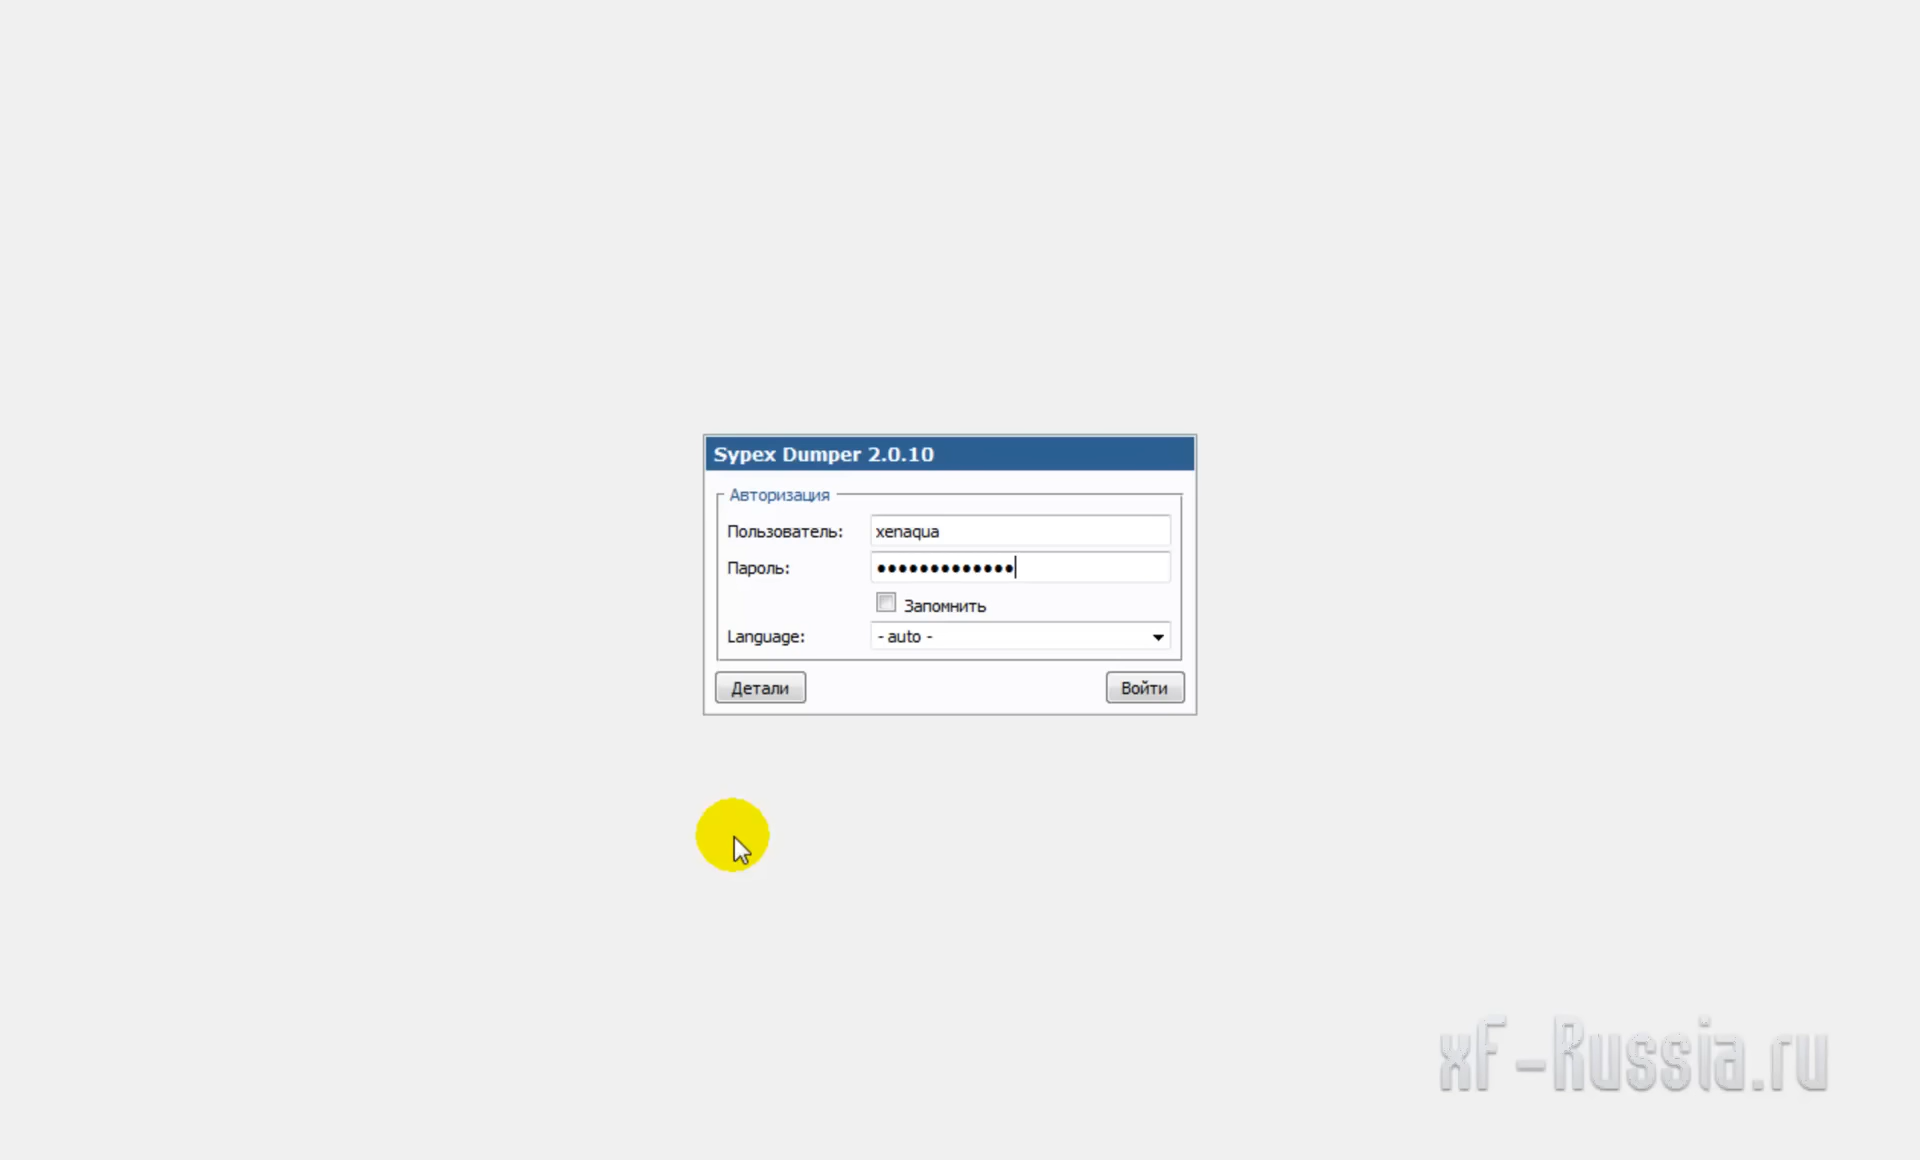 Sypex Dumper 2.0.10
Авторизация
Пользователь: xenaqua
Пароль: •••••••••••••
Запомнить
Language: - auto -
Детали Войти
xF-Russia.ru